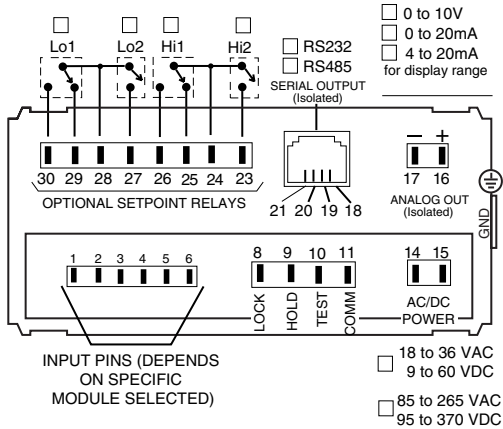 Lo1 Lo2 Hi1 Hi2
RS232
RS485
SERIAL OUTPUT
(Isolated)
0 to 10V
0 to 20mA
4 to 20mA
for display range
30 29 28 27 26 25 24 23
OPTIONAL SETPOINT RELAYS
21 20 19 18
– +
17 16
ANALOG OUT
(Isolated)
GND
1 2 3 4 5 6
8 9 10 11
LOCK
HOLD
TEST
COMM
14 15
AC/DC
POWER
INPUT PINS (DEPENDS
ON SPECIFIC
MODULE SELECTED)
18 to 36 VAC
9 to 60 VDC
85 to 265 VAC
95 to 370 VDC